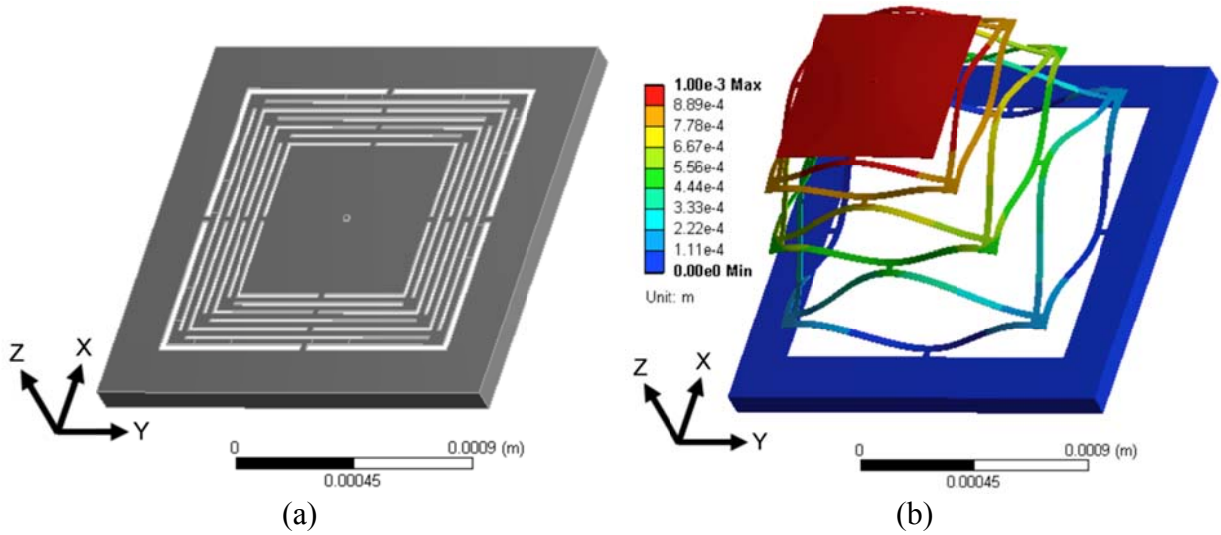 Z
X
Y
0
0.0009 (m)
0.00045
(a)
1.00e-3 Max
8.89e-4
7.78e-4
6.67e-4
5.56e-4
4.44e-4
3.33e-4
2.22e-4
1.11e-4
0.00e0 Min
Unit: m
Z
X
Y
0
0.0009 (m)
0.00045
(b)